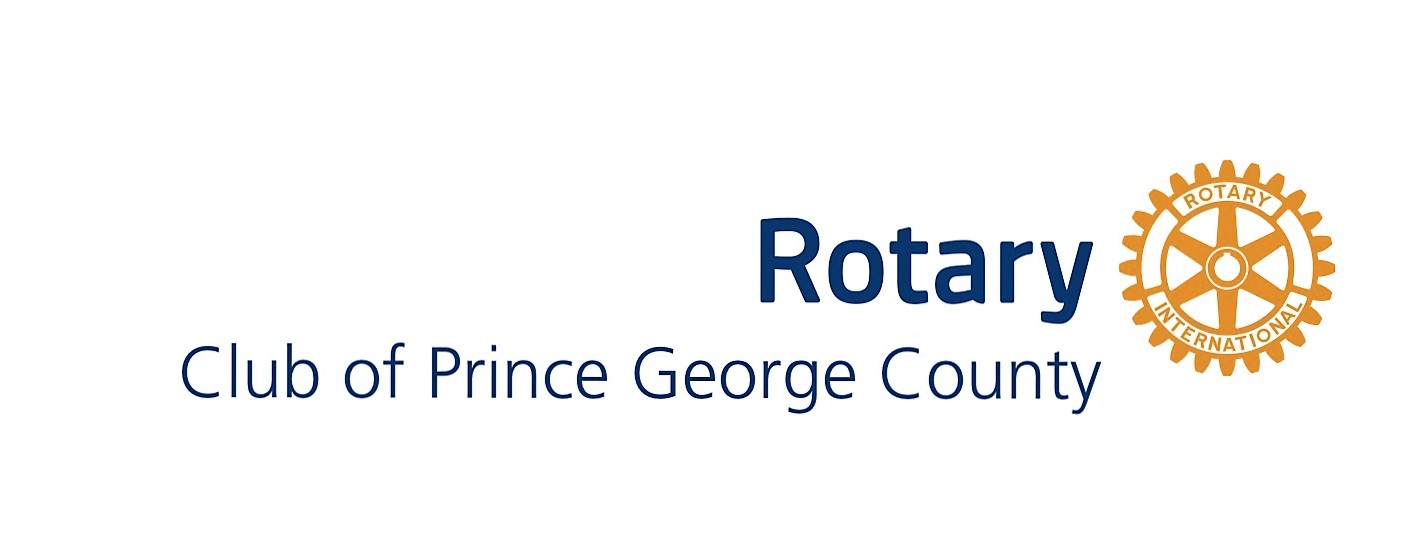 Rotary
Club of Prince George County
ROTARY
INTERNATIONAL